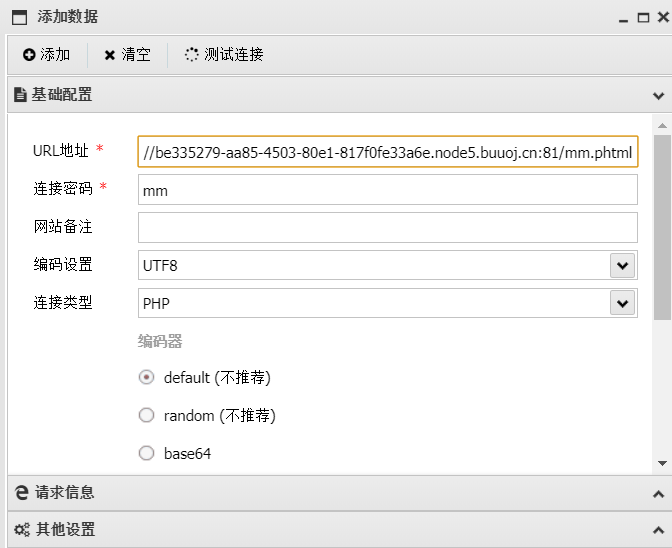 添加数据
添加 清空 测试连接
基础配置
URL地址 * //be335279-aa85-4503-80e1-817f0fe33a6e.node5.buuoj.cn:81/mm.phtml
连接密码 * mm
网站备注
编码设置 UTF8
连接类型 PHP
编码器
default (不推荐)
random (不推荐)
base64
请求信息
其他设置